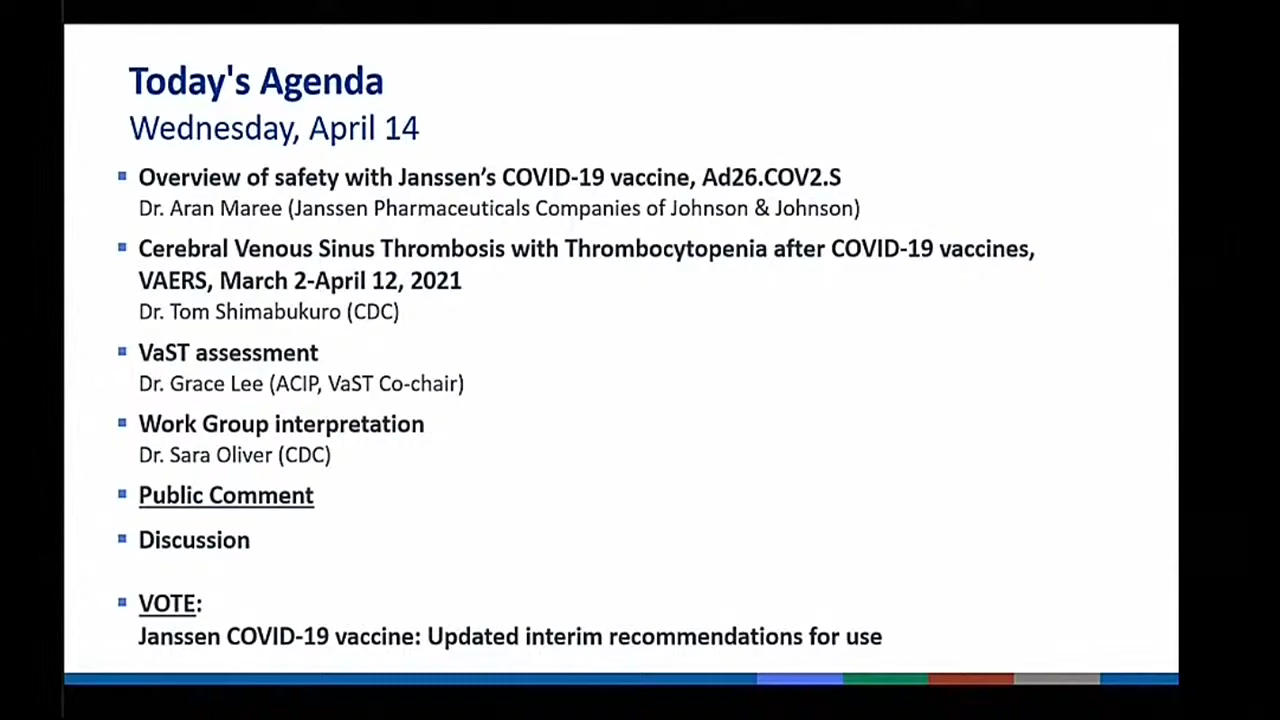 Today's Agenda
Wednesday, April 14
Overview of safety with Janssen's COVID-19 vaccine, Ad26.COV2.S
Dr. Aran Maree (Janssen Pharmaceuticals Companies of Johnson & Johnson)
Cerebral Venous Sinus Thrombosis with Thrombocytopenia after COVID-19 vaccines,
VAERS, March 2-April 12, 2021
Dr. Tom Shimabukuro (CDC)
VaST assessment
Dr. Grace Lee (ACIP, VaST Co-chair)
Work Group interpretation
Dr. Sara Oliver (CDC)
Public Comment
Discussion
VOTE:
Janssen COVID-19 vaccine: Updated interim recommendations for use